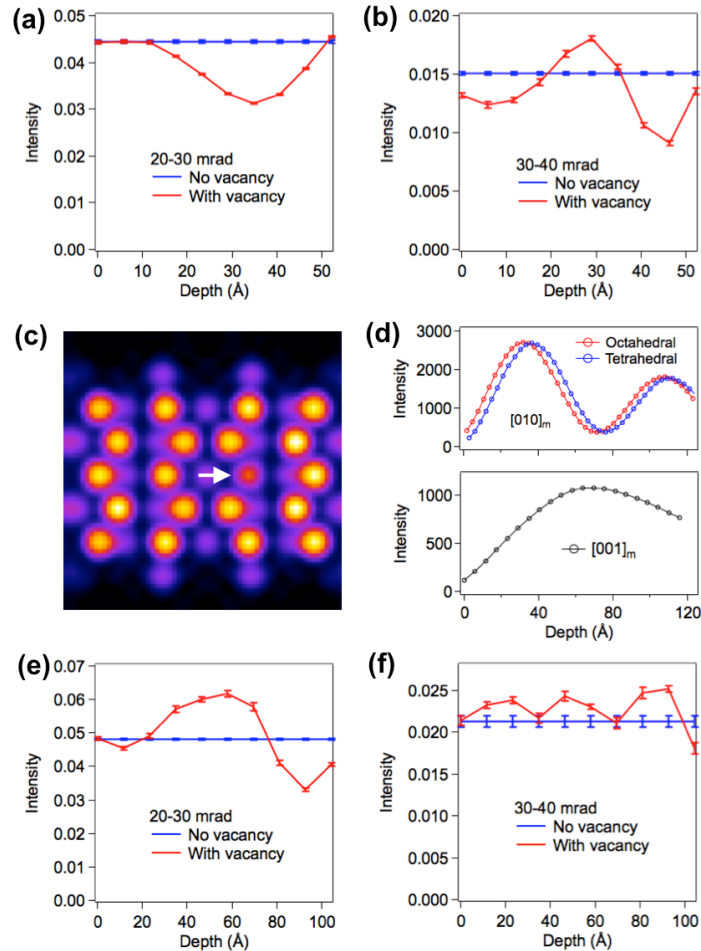 (a)
0.05
0.04
0.03
0.02
0.01
0.00
Intensity
20-30 mrad
No vacancy
With vacancy
0 10 20 30 40 50
Depth (Å)
(b)
0.020
0.015
0.010
0.005
0.000
Intensity
30-40 mrad
No vacancy
With vacancy
0 10 20 30 40 50
Depth (Å)
(c)
(d)
3000
2000
1000
0
Intensity
Octahedral
Tetrahedral
[010]m
1000
500
0
Intensity
[001]m
0 40 80 120
Depth (Å)
(e)
0.07
0.06
0.05
0.04
0.03
0.02
0.01
0.00
Intensity
20-30 mrad
No vacancy
With vacancy
0 20 40 60 80 100
Depth (Å)
(f)
0.025
0.020
0.015
0.010
0.005
0.000
Intensity
30-40 mrad
No vacancy
With vacancy
0 20 40 60 80 100
Depth (Å)